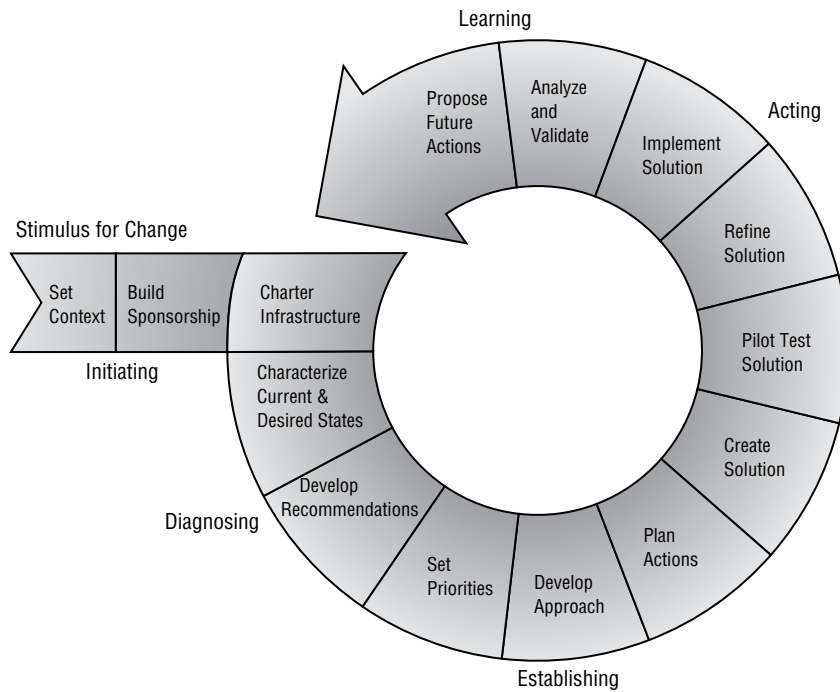 Stimulus for Change
Set
Context
Build
Sponsorship
Charter
Infrastructure
Initiating
Characterize
Current &
Desired States
Develop
Recommendations
Diagnosing
Set
Priorities
Develop
Approach
Plan
Actions
Establishing
Create
Solution
Pilot Test
Solution
Refine
Solution
Implement
Solution
Acting
Analyze
and
Validate
Propose
Future
Actions
Learning